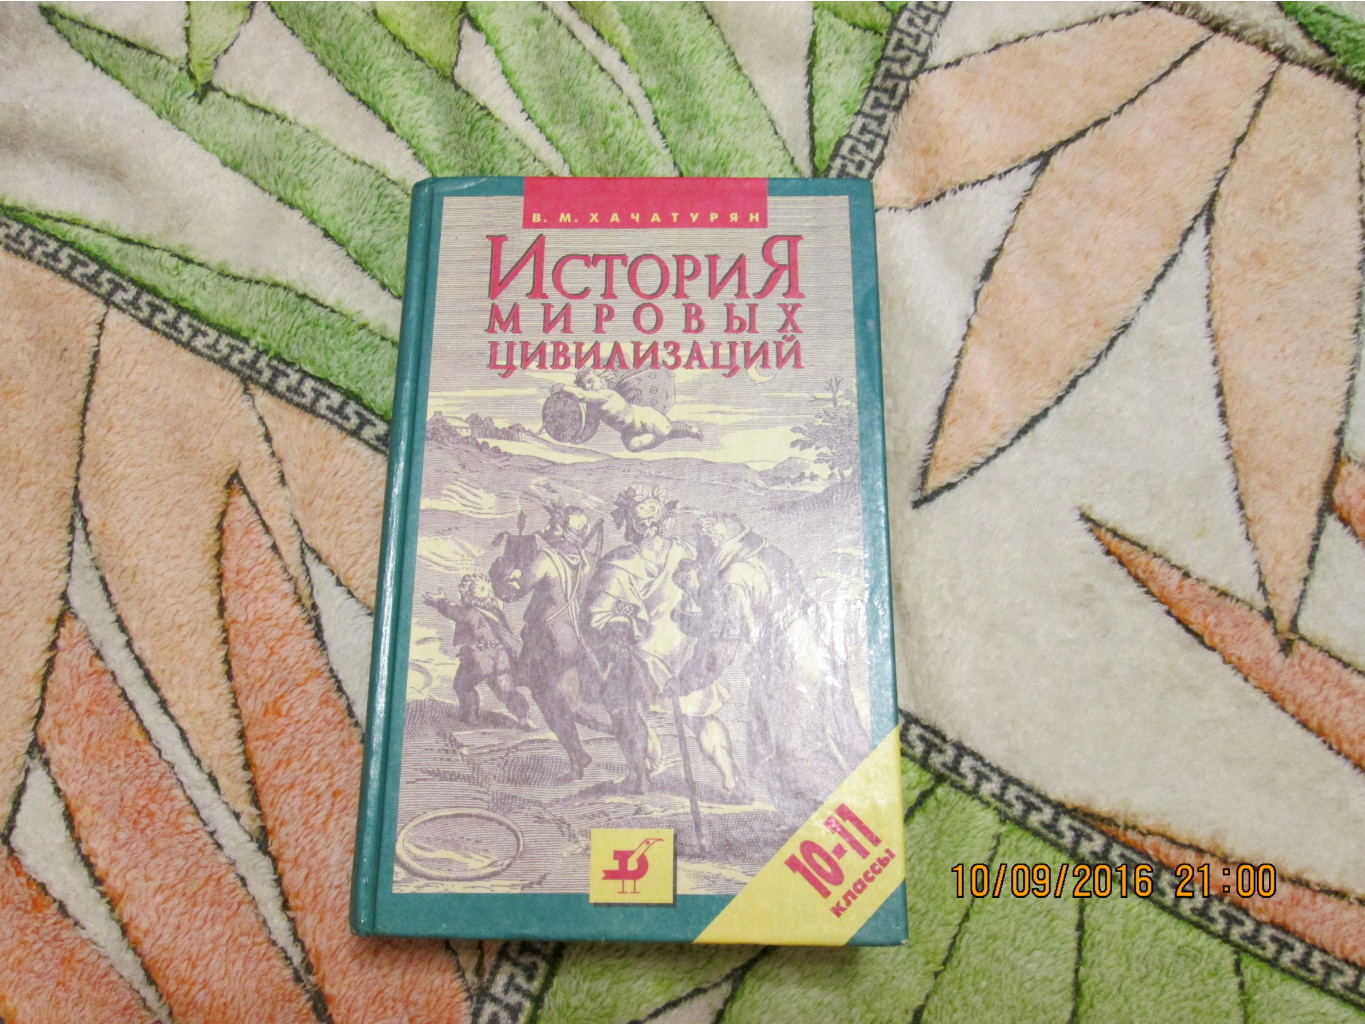 В. М. ХАЧАТУРЯН
ИСТОРИЯ
МИРОВЫХ
ЦИВИЛИЗАЦИЙ
10-11
классы
10/09/2016 21:00